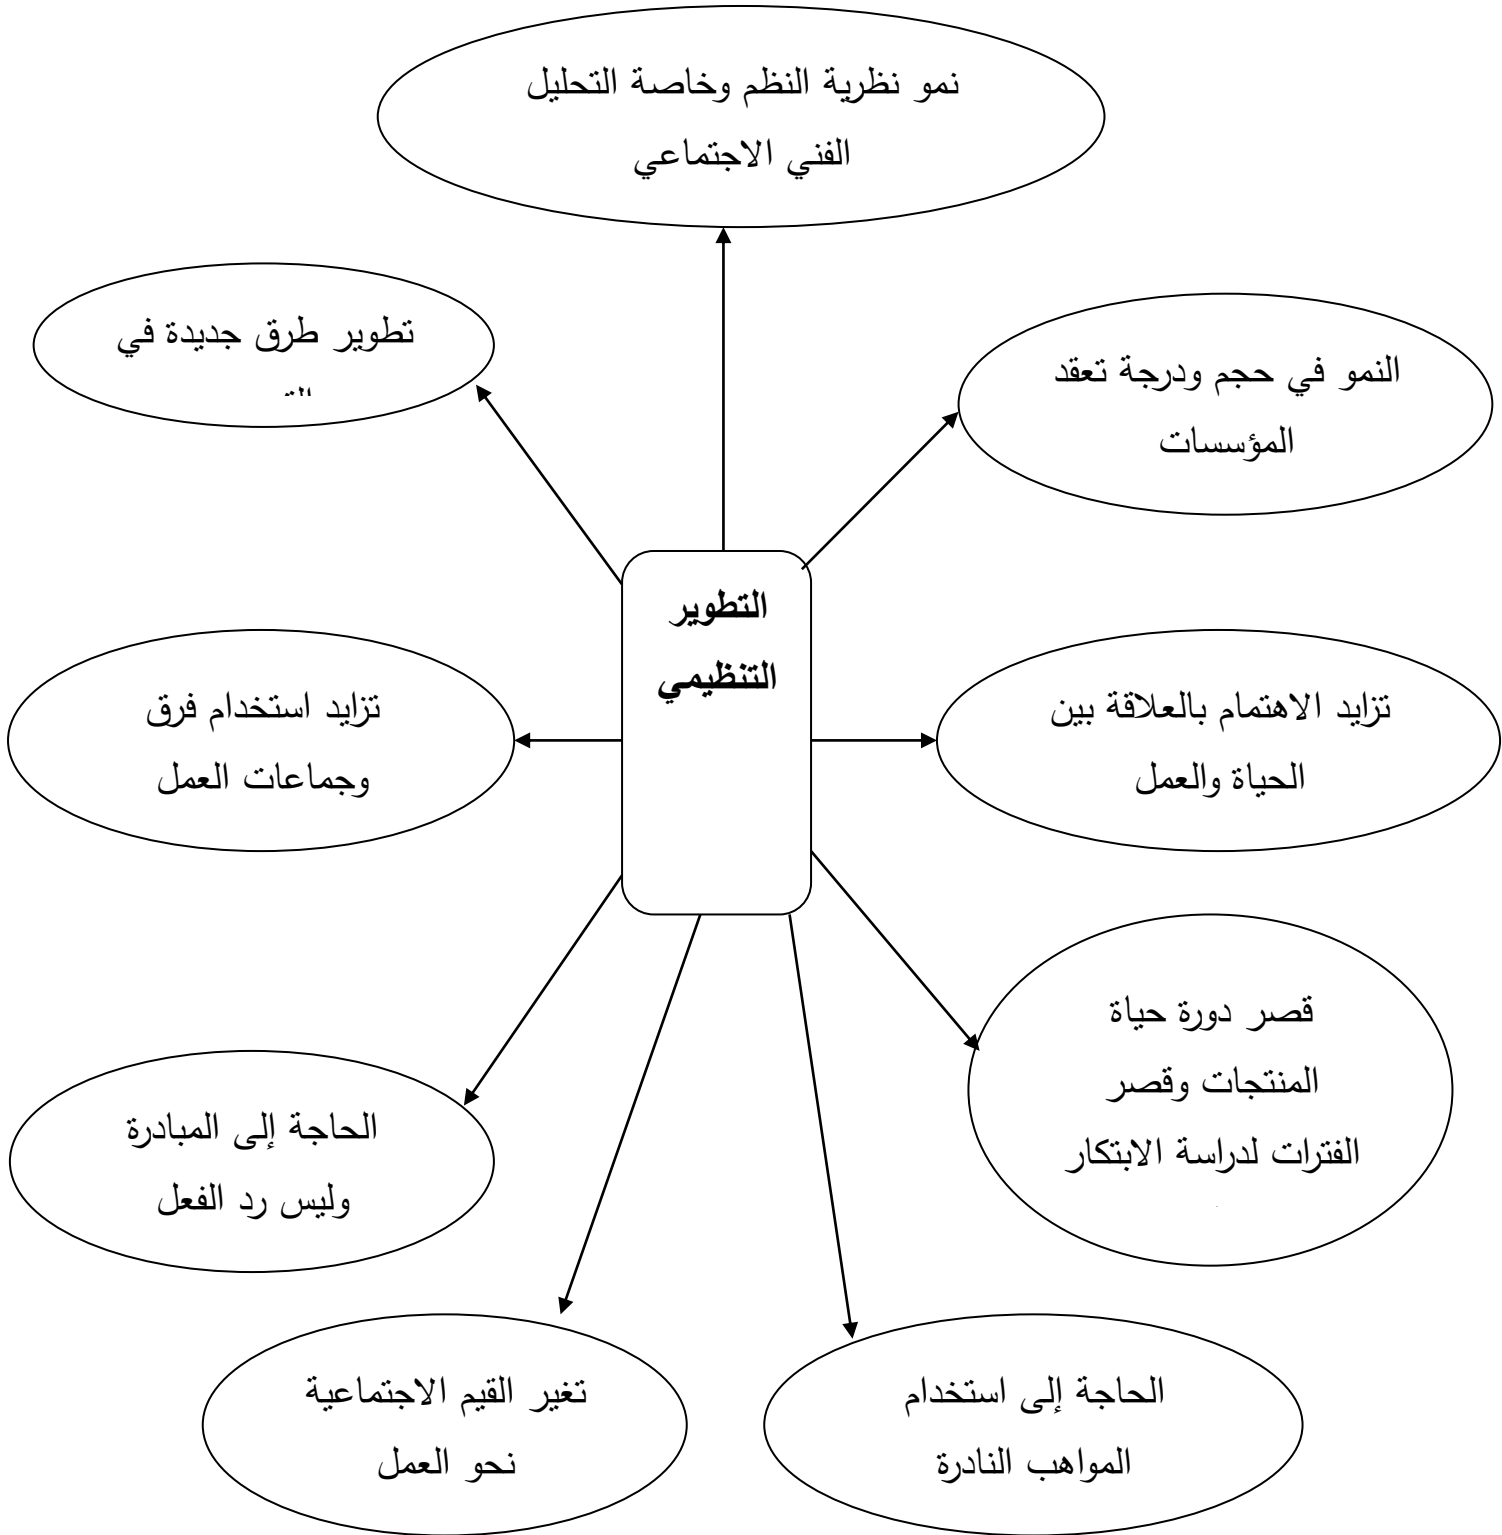 نمو نظرية النظم وخاصة التحليل
الفني الاجتماعي
النمو في حجم ودرجة تعقد
المؤسسات
تطوير طرق جديدة في
التطوير
التنظيمي
تزايد الاهتمام بالعلاقة بين
الحياة والعمل
تزايد استخدام فرق
وجماعات العمل
قصر دورة حياة
المنتجات وقصر
الفترات لدراسة الابتكار
الحاجة إلى المبادرة
وليس رد الفعل
الحاجة إلى استخدام
المواهب النادرة
تغير القيم الاجتماعية
نحو العمل